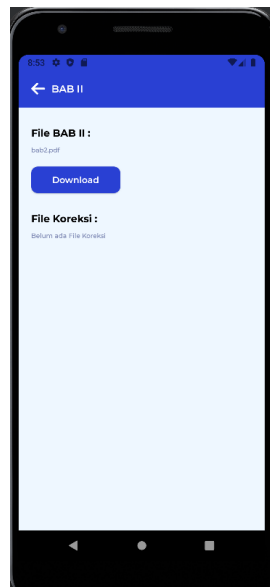 8:53
BAB II
File BAB II :
bab2.pdf
Download
File Koreksi :
Belum ada File Koreksi